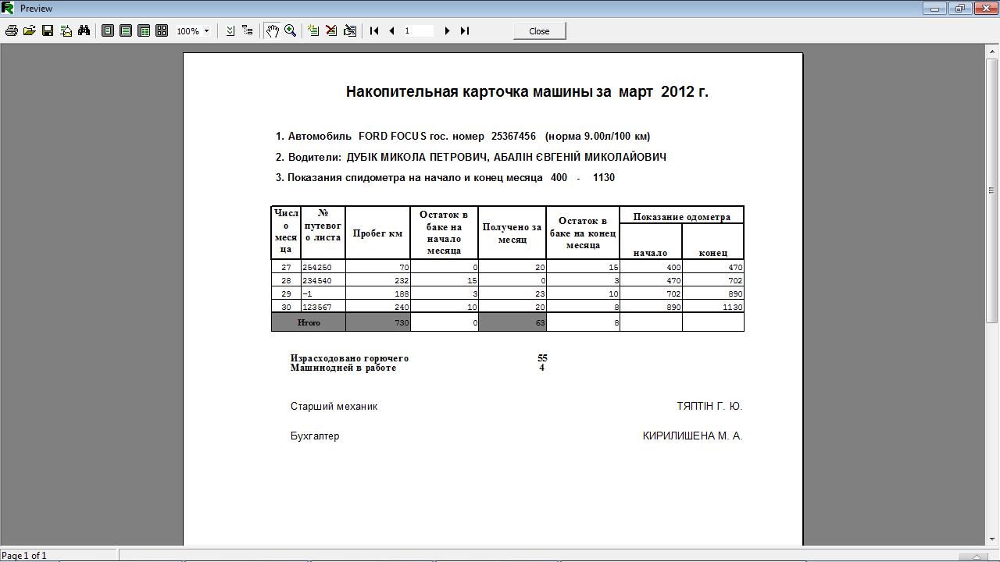 Preview
100%
1
Close
Накопительная карточка машины за март 2012 г.
1. Автомобиль FORD FOCUS гос. номер 25367456 (норма 9.00л/100 км)
2. Водители: ДУБІК МИКОЛА ПЕТРОВИЧ, АБАЛІН ЄВГЕНІЙ МИКОЛАЙОВИЧ
3. Показания спидометра на начало и конец месяца 400 - 1130
Числ
о
меся
ца
№
путевог
о листа
Пробег км
Остаток в
баке на
начало
месяца
Получено за
месяц
Остаток в
баке на конец
месяца
Показание одометра
начало конец
27 254250 70 0 20 15 400 470
28 234540 232 15 0 3 470 702
29 −1 188 3 23 10 702 890
30 123567 240 10 20 8 890 1130
Итого 730 0 63 8
Израсходовано горючего 55
Машинодней в работе 4
Старший механик ТЯПТІН Г. Ю.
Бухгалтер КИРИЛИШЕНА М. А.
Page 1 of 1